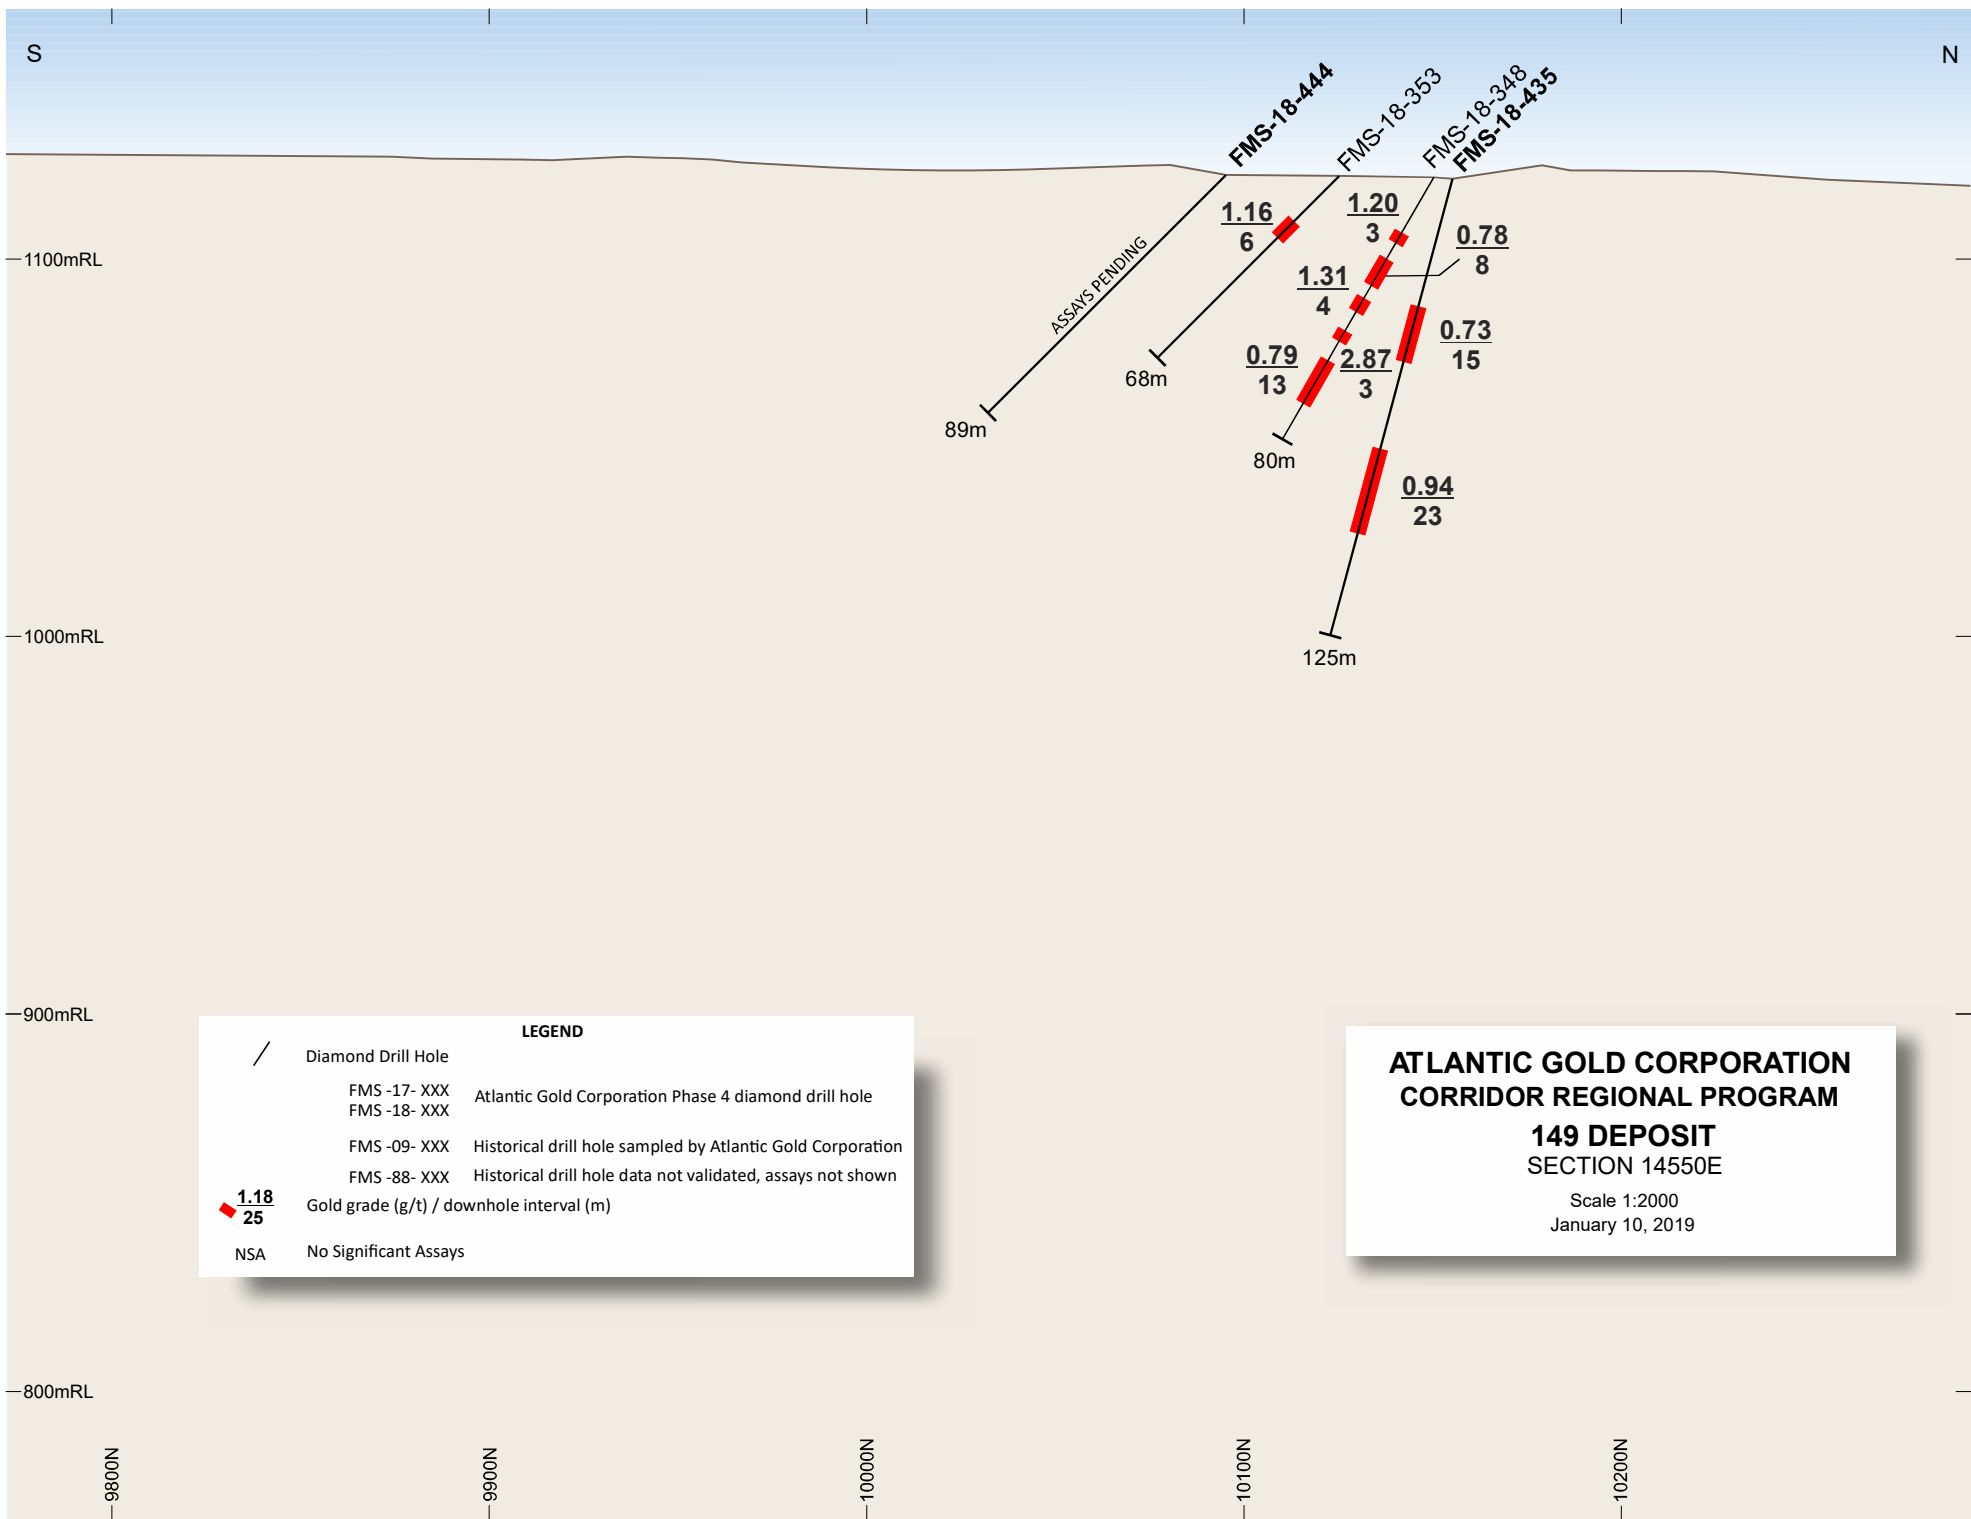 S
N
FMS-18-444
FMS-18-353
FMS-18-348
FMS-18-435
1.16
6
1.20
3
0.78
8
1.31
4
0.73
15
0.79
13
2.87
3
0.94
23
ASSAYS PENDING
89m
68m
80m
125m
1100mRL
1000mRL
900mRL
800mRL
LEGEND
Diamond Drill Hole
FMS -17- XXX
FMS -18- XXX
Atlantic Gold Corporation Phase 4 diamond drill hole
FMS -09- XXX Historical drill hole sampled by Atlantic Gold Corporation
FMS -88- XXX Historical drill hole data not validated, assays not shown
1.18
25
Gold grade (g/t) / downhole interval (m)
NSA No Significant Assays
ATLANTIC GOLD CORPORATION
CORRIDOR REGIONAL PROGRAM
149 DEPOSIT
SECTION 14550E
Scale 1:2000
January 10, 2019
9800N
9900N
10000N
10100N
10200N